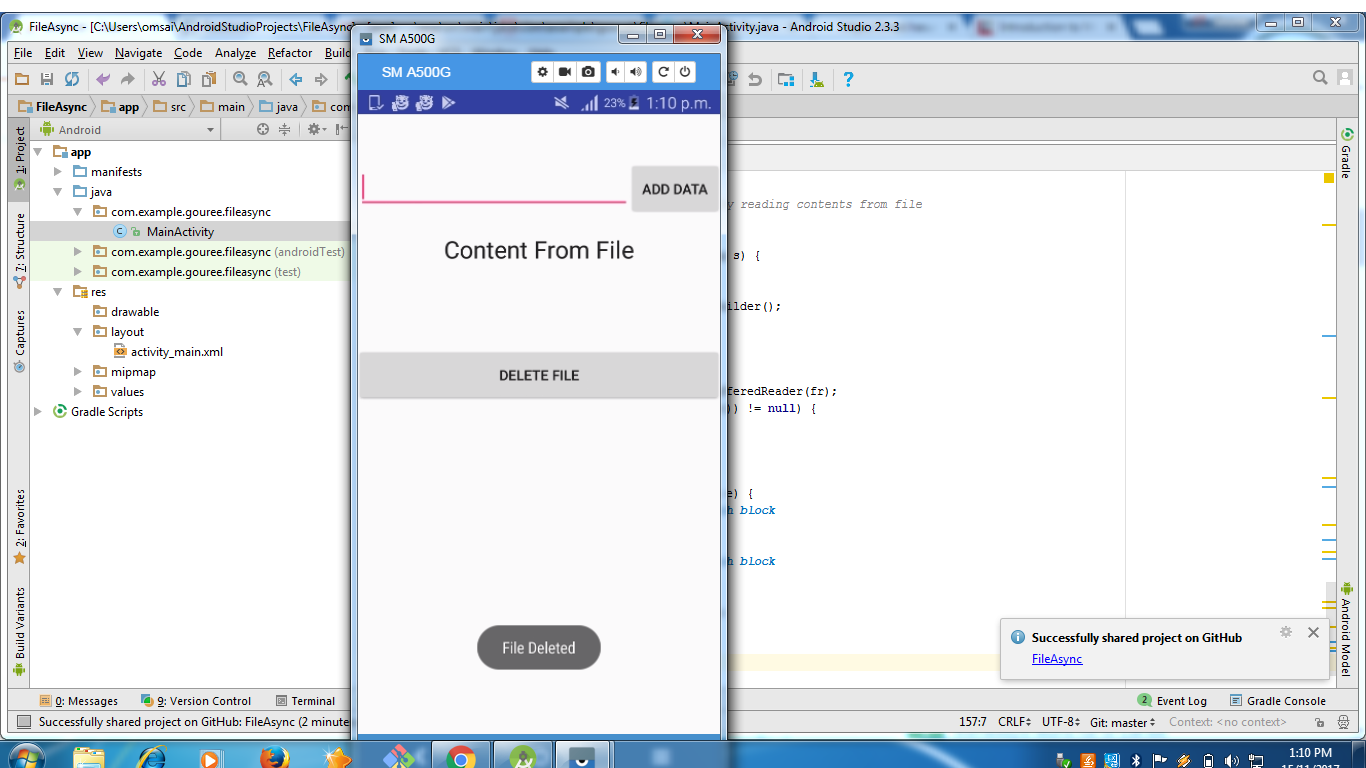 FileAsync - [C:\Users\omsai\AndroidStudioProjects\FileAsync
tivity.java - Android Studio 2.3.3
SM A500G
File Edit View Navigate Code Analyze Refactor Build
SM A500G
23% 1:10 p.m.
FileAsync app src main java com
Android
1: Project
7: Structure
Captures
2: Favorites
Build Variants
app
manifests
java
com.example.gouree.fileasync
MainActivity
com.example.gouree.fileasync (androidTest)
com.example.gouree.fileasync (test)
res
drawable
layout
activity_main.xml
mipmap
values
Gradle Scripts
ADD DATA
Content From File
DELETE FILE
File Deleted
y reading contents from file
s) {
ilder();
feredReader(fr);
)) != null) {
e) {
h block
h block
Gradle
Android Model
Successfully shared project on GitHub
FileAsync
0: Messages 9: Version Control Terminal
2 Event Log Gradle Console
Successfully shared project on GitHub: FileAsync (2 minute
157:7 CRLF UTF-8 Git: master Context: <no context>
1:10 PM
15/11/2017